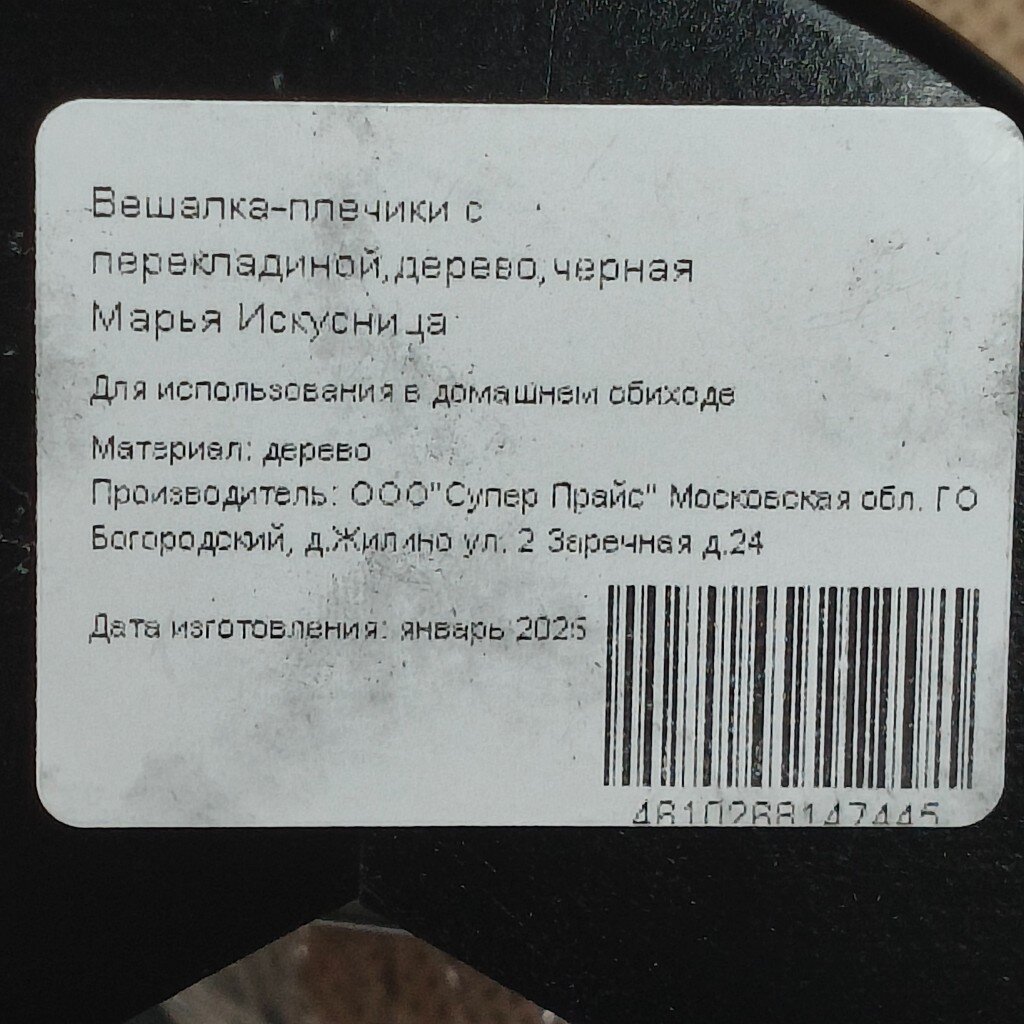 Вешалка-плечики с
перекладиной,дерево,черная
Марья Искусница
Для использования в домашнем обиходе
Материал: дерево
Производитель: ООО"Супер Прайс" Московская обл. ГО
Богородский, д.Жилино ул. 2 Заречная д.24
Дата изготовления: январь